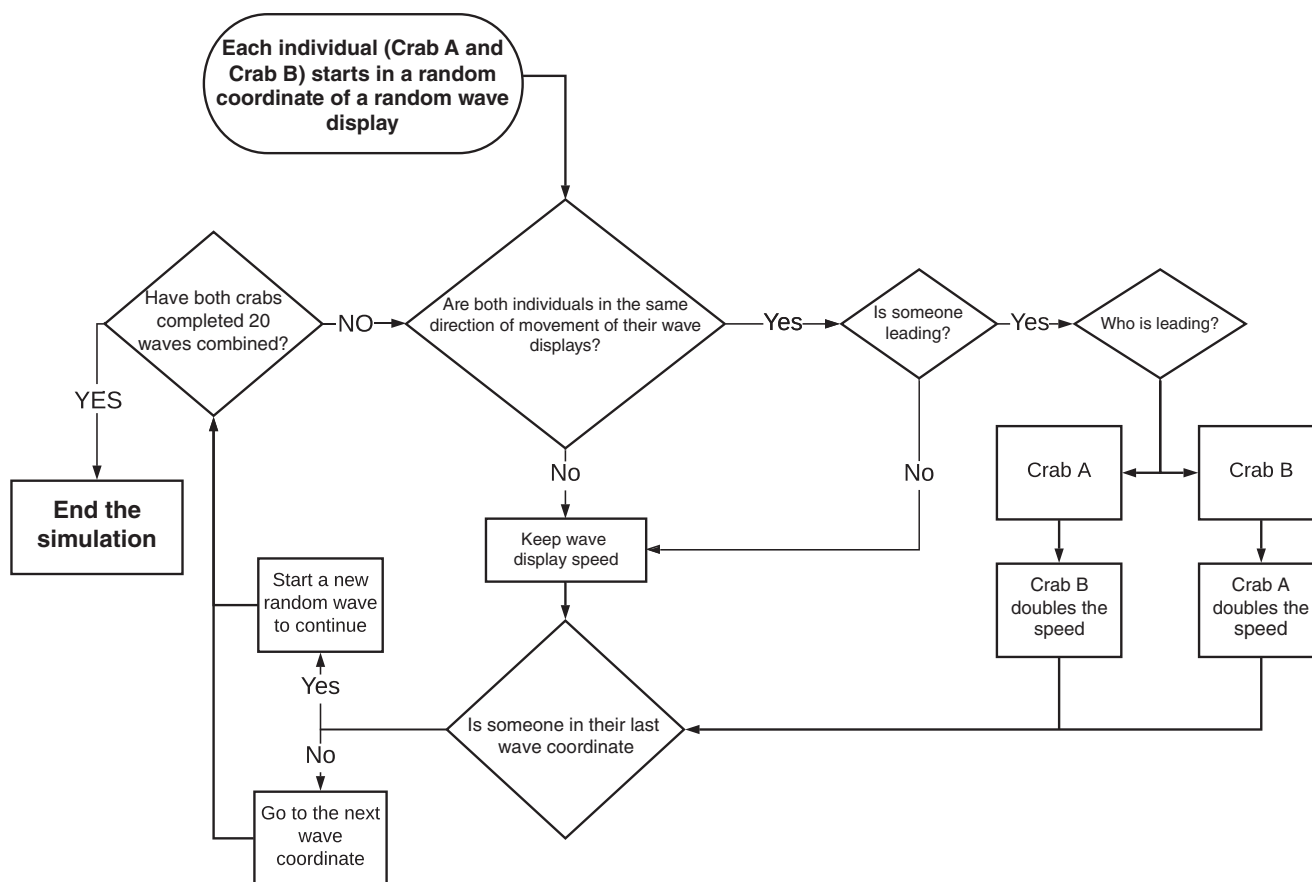 Each individual (Crab A and
Crab B) starts in a random
coordinate of a random wave
display
Have both crabs
completed 20
waves combined?
NO
YES
End the
simulation
Are both individuals in the same
direction of movement of their wave
displays?
Yes
Is someone
leading?
Yes
Who is leading?
No
No
Crab A
Crab B
Keep wave
display speed
Crab B
doubles the
speed
Crab A
doubles the
speed
Start a new
random wave
to continue
Yes
Is someone in their last
wave coordinate
No
Go to the next
wave
coordinate